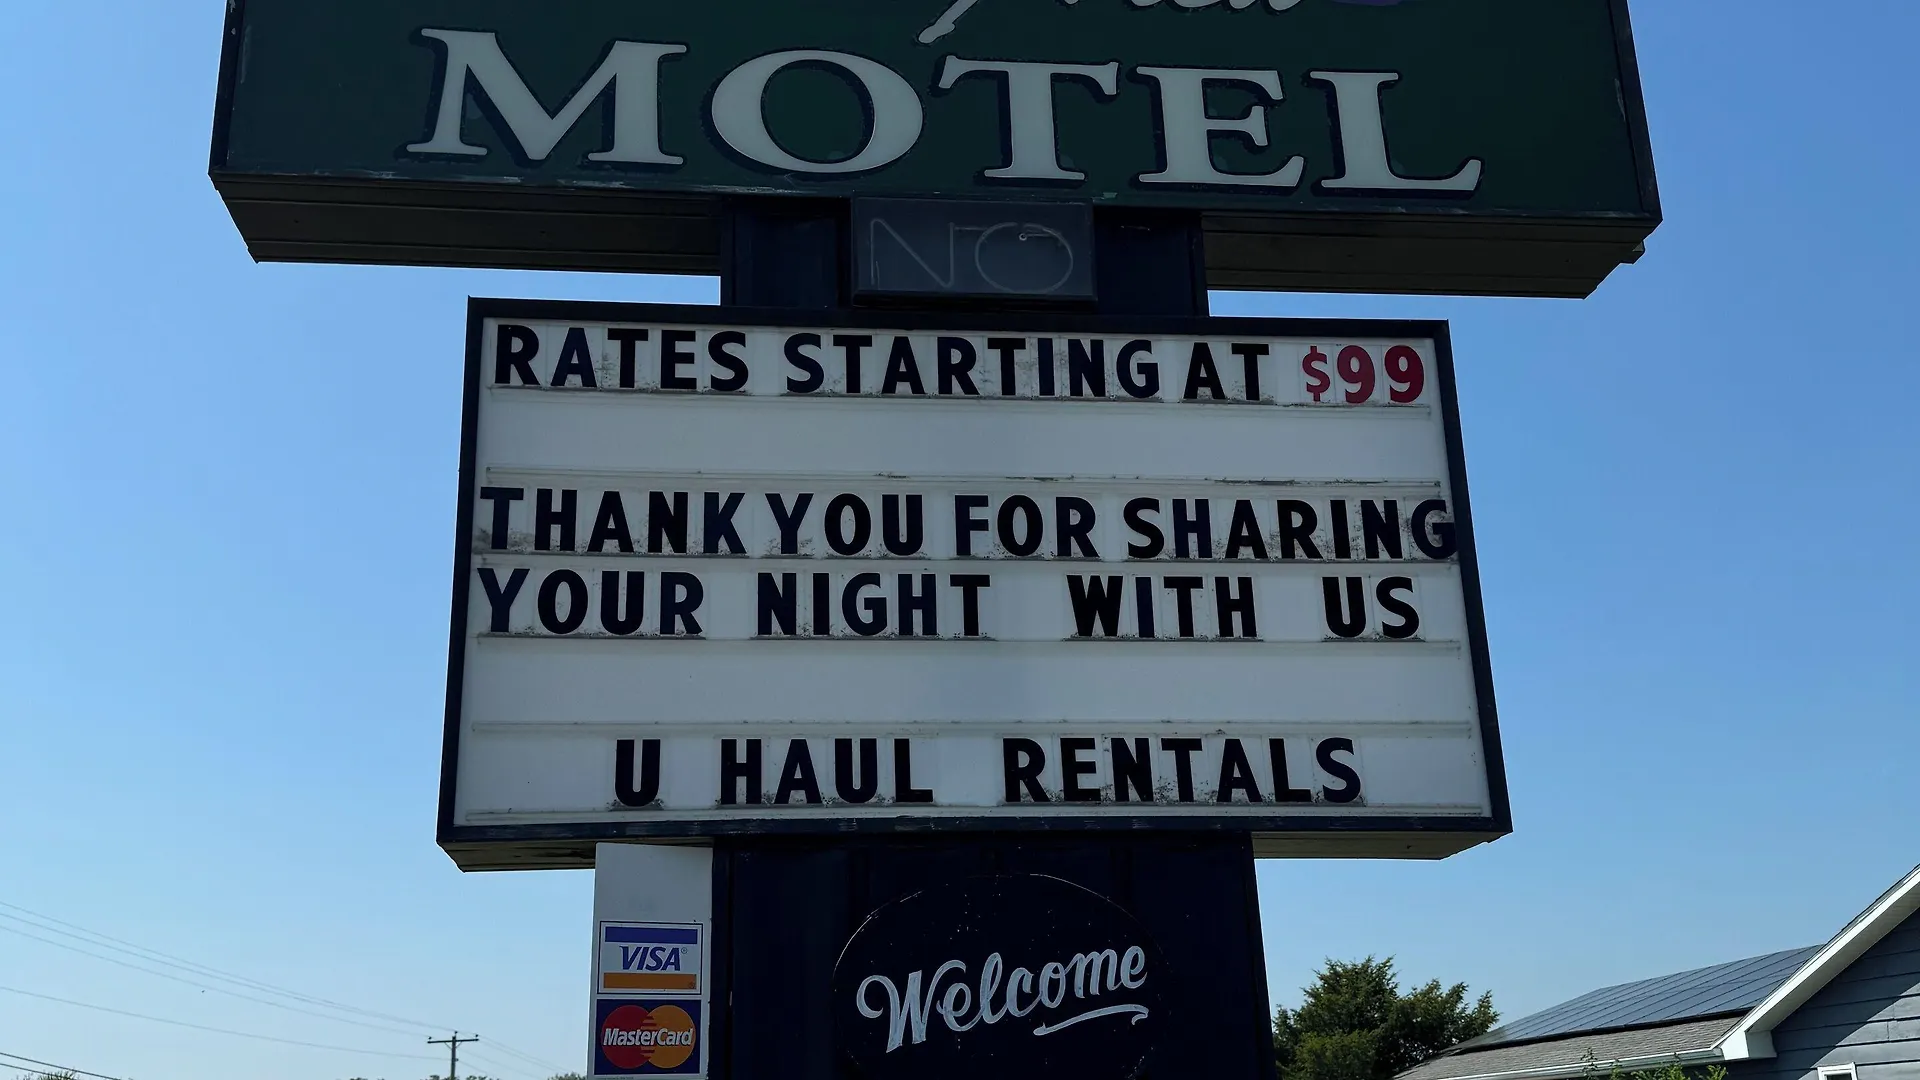 MOTEL
NO
RATES STARTING AT $99
THANK YOU FOR SHARING
YOUR NIGHT WITH US
U HAUL RENTALS
VISA
MasterCard
Welcome